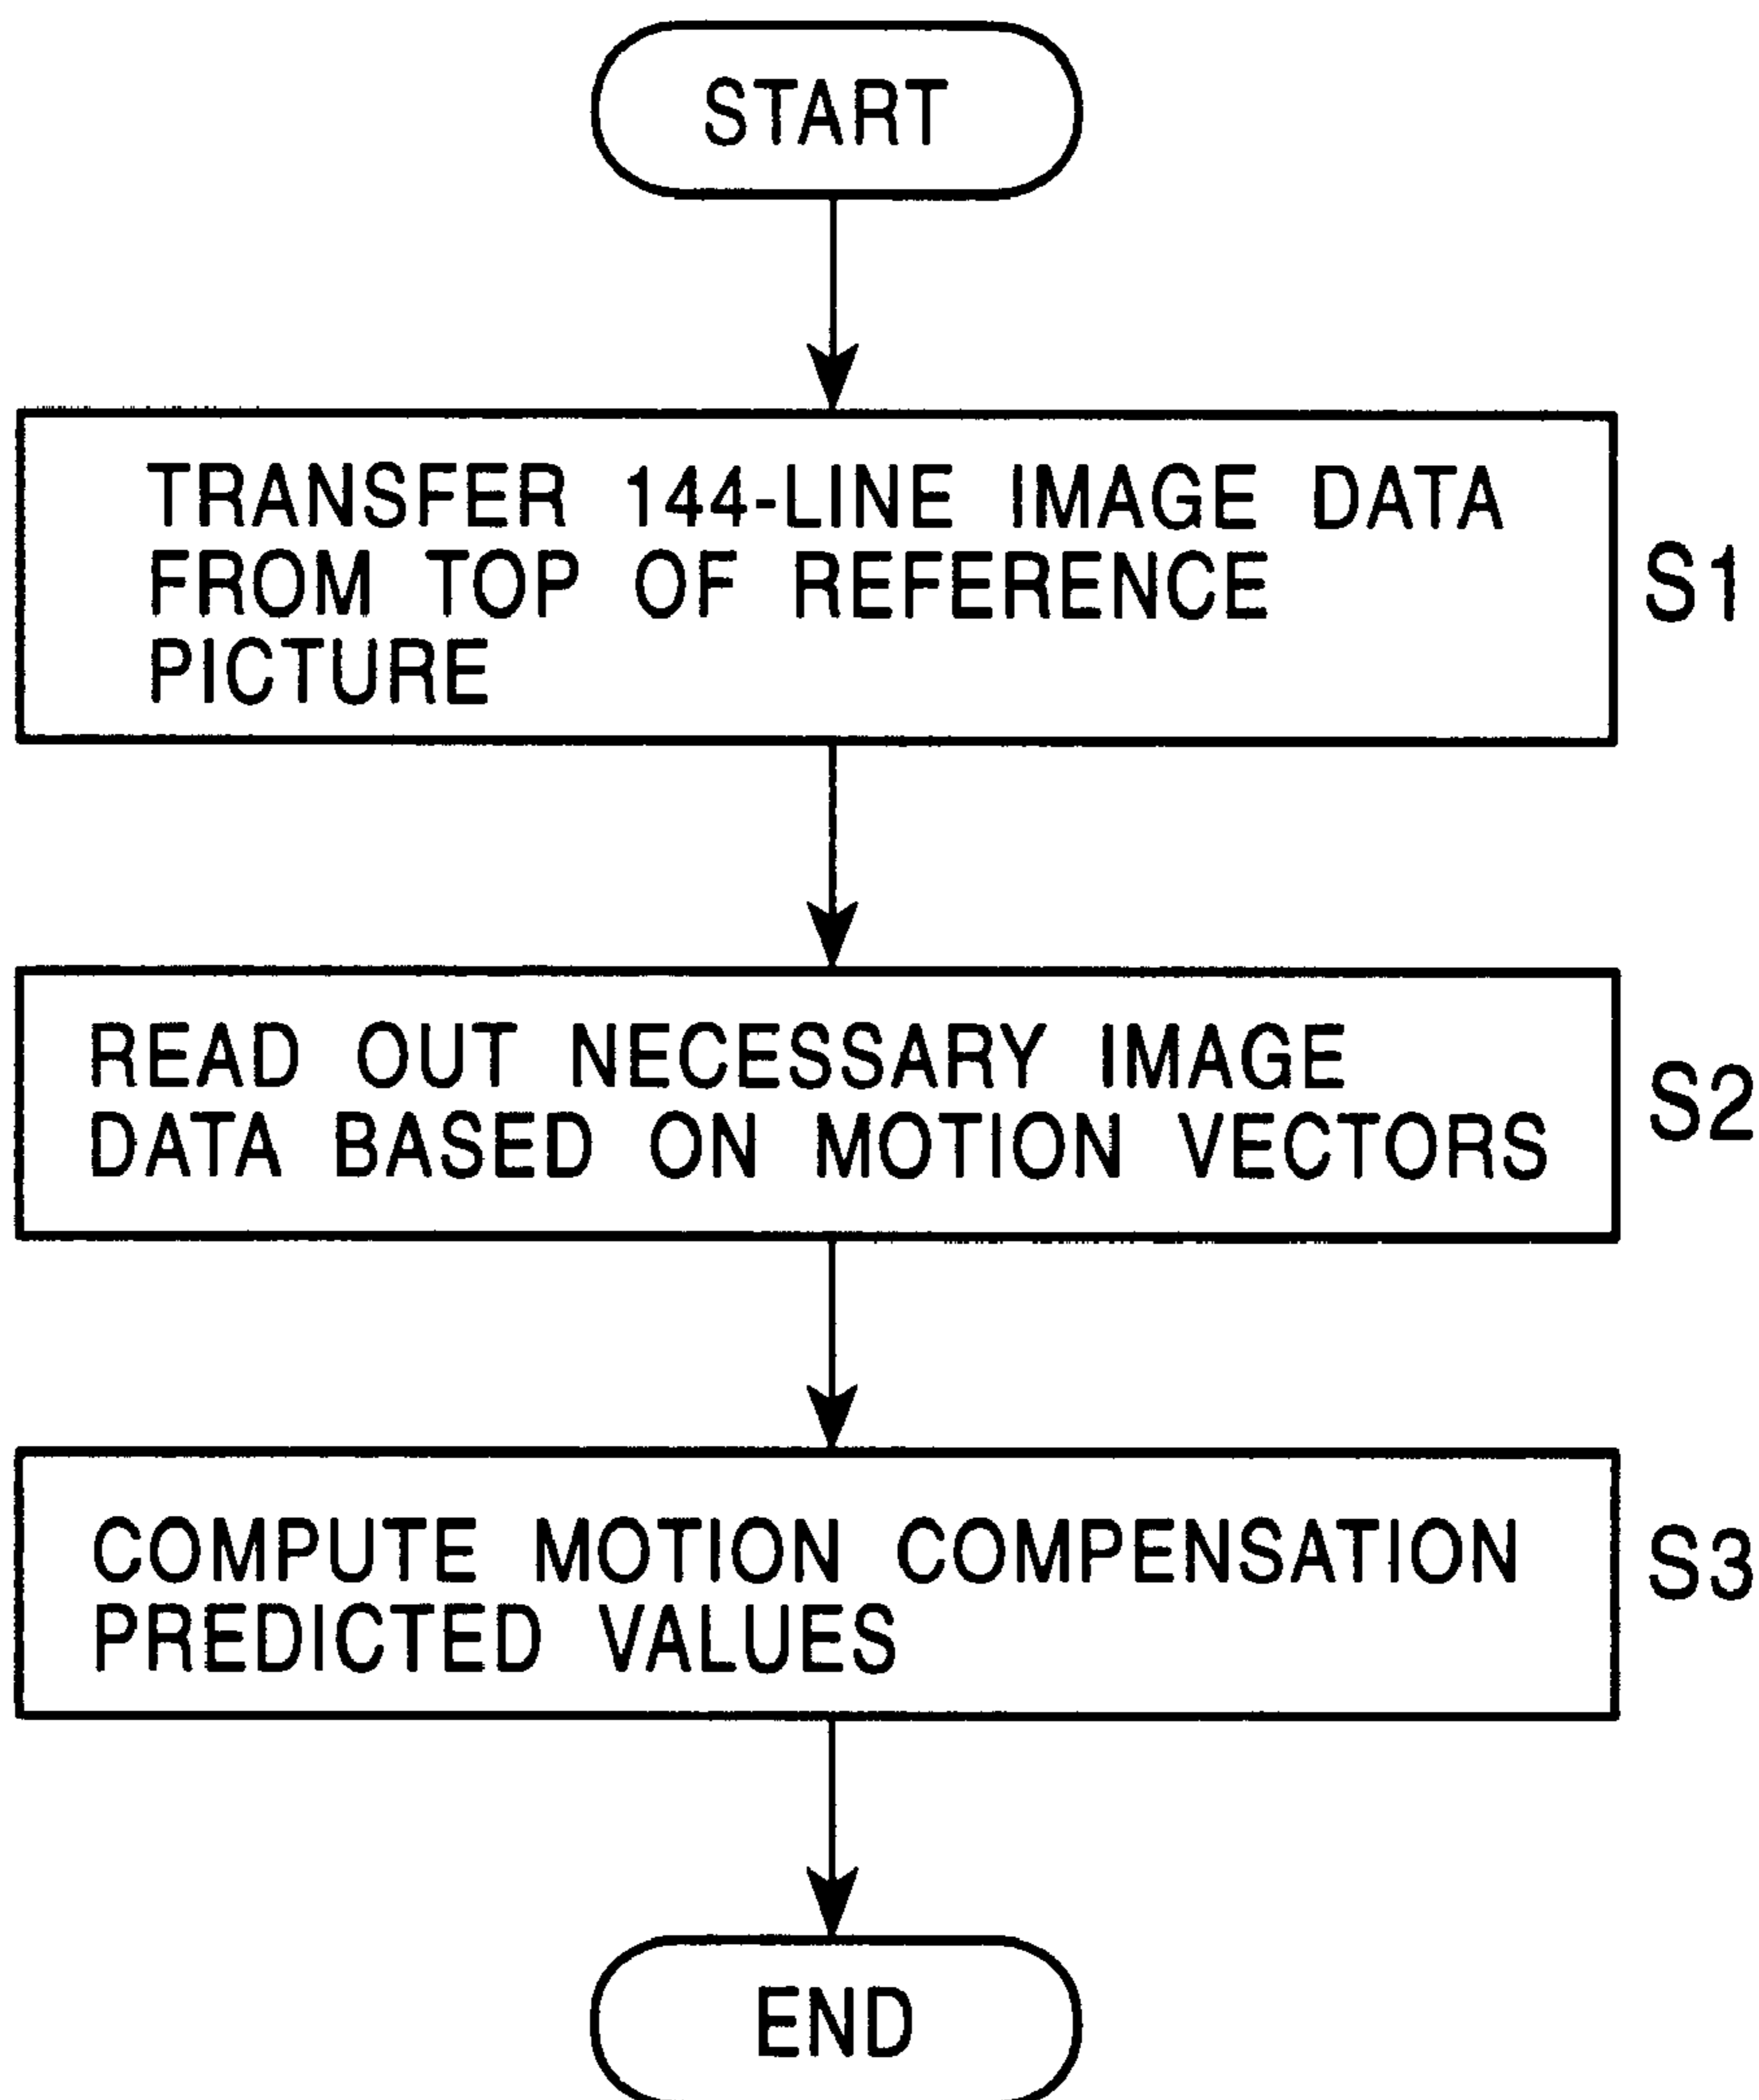 START
TRANSFER 144-LINE IMAGE DATA
FROM TOP OF REFERENCE
PICTURE
S1
READ OUT NECESSARY IMAGE
DATA BASED ON MOTION VECTORS
S2
COMPUTE MOTION COMPENSATION
PREDICTED VALUES
S3
END